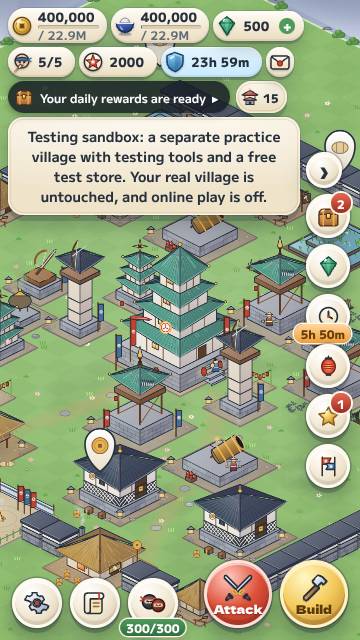 400,000
/ 22.9M
400,000
/ 22.9M
500
5/5
2000
23h 59m
Your daily rewards are ready ▸
15
Testing sandbox: a separate practice
village with testing tools and a free
test store. Your real village is
untouched, and online play is off.
2
5h 50m
1
300/300
Attack
Build